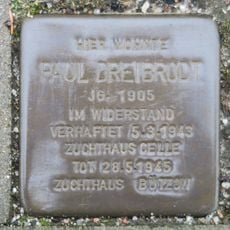 HIER WOHNTE
PAUL DREIBRODT
JG. 1905
IM WIDERSTAND
VERHAFTET 5.3.1943
ZUCHTHAUS CELLE
TOT 28.5.1945
ZUCHTHAUS BÜTZOW